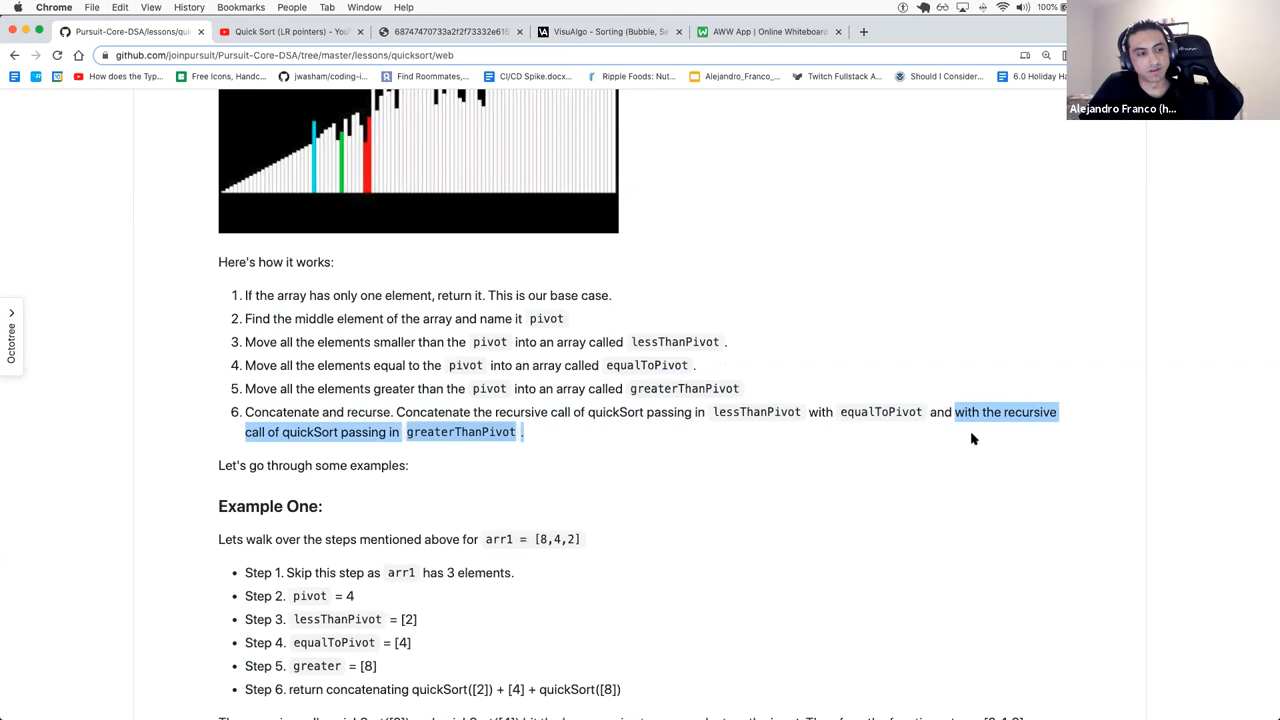 Chrome File Edit View History Bookmarks People Tab Window Help 100%
Pursuit-Core-DSA/lessons/qui Quick Sort (LR pointers) - You 68747470733a2f2f692e616 VisuAlgo - Sorting (Bubble, Se AWW App | Online Whiteboard
github.com/joinpursuit/Pursuit-Core-DSA/tree/master/lessons/quicksort/web
How does the Typ... Free Icons, Handc... jwasham/coding-i... Find Roommates,... CI/CD Spike.docx... Ripple Foods: Nut... Alejandro_Franco_... Twitch Fullstack A... Should I Consider... 6.0 Holiday Ha
Alejandro Franco (h...
Octotree
Here's how it works:
1. If the array has only one element, return it. This is our base case.
2. Find the middle element of the array and name it pivot
3. Move all the elements smaller than the pivot into an array called lessThanPivot .
4. Move all the elements equal to the pivot into an array called equalToPivot .
5. Move all the elements greater than the pivot into an array called greaterThanPivot
6. Concatenate and recurse. Concatenate the recursive call of quickSort passing in lessThanPivot with equalToPivot and with the recursive
call of quickSort passing in greaterThanPivot .
Let's go through some examples:
Example One:
Lets walk over the steps mentioned above for arr1 = [8,4,2]
• Step 1. Skip this step as arr1 has 3 elements.
• Step 2. pivot = 4
• Step 3. lessThanPivot = [2]
• Step 4. equalToPivot = [4]
• Step 5. greater = [8]
• Step 6. return concatenating quickSort([2]) + [4] + quickSort([8])